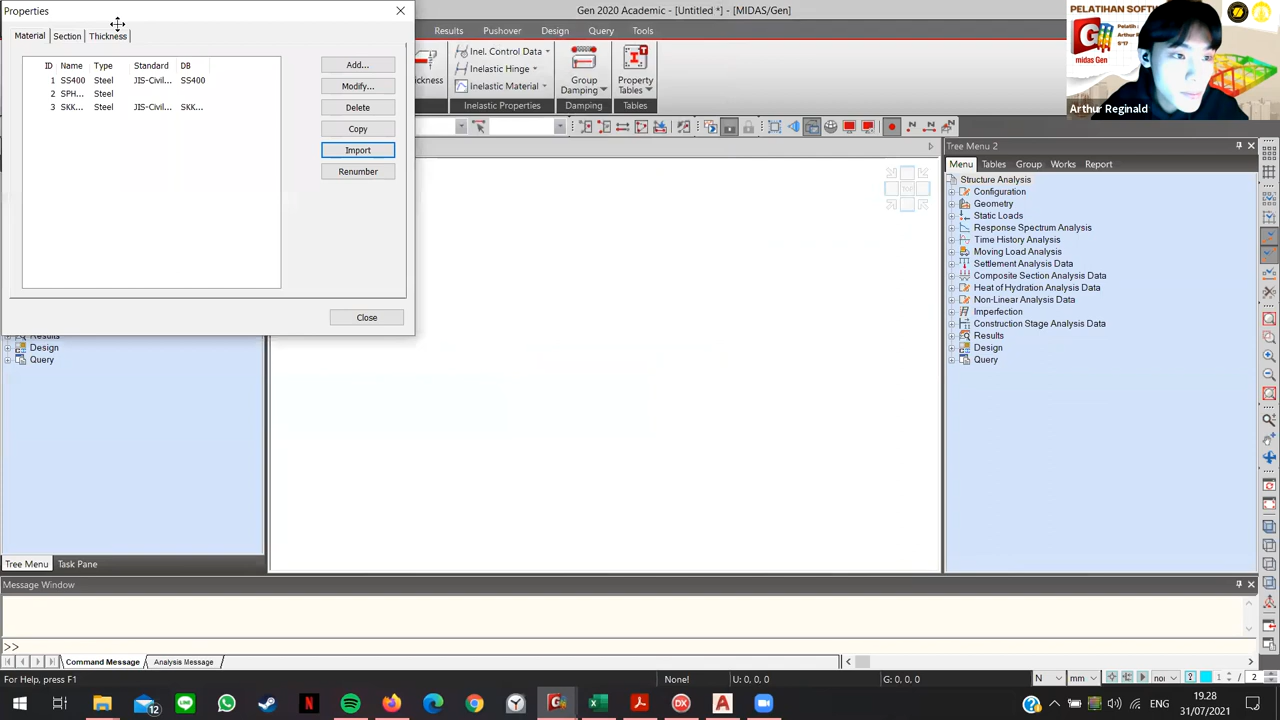 Properties
Gen 2020 Academic - [Untitled *] - [MIDAS/Gen]
Material
Section
Thickness
Results
Pushover
Design
Query
Tools
ID Name Type Standard DB
1 SS400 Steel JIS-Civil... SS400
2 SPH... Steel
3 SKK... Steel JIS-Civil... SKK...
Add...
Modify...
Delete
Copy
Import
Renumber
Close
Inel. Control Data
Inelastic Hinge
Inelastic Material
Inelastic Properties
Group
Damping
Damping
Property
Tables
Tables
PELATIHAN SOFTW
midas Gen
Arthur Reginald
TOP
Tree Menu 2
Menu
Tables
Group
Works
Report
Structure Analysis
Configuration
Geometry
Static Loads
Response Spectrum Analysis
Time History Analysis
Moving Load Analysis
Settlement Analysis Data
Composite Section Analysis Data
Heat of Hydration Analysis Data
Non-Linear Analysis Data
Imperfection
Construction Stage Analysis Data
Results
Design
Query
Results
Design
Query
Tree Menu
Task Pane
Message Window
>>
Command Message
Analysis Message
For Help, press F1
None!
U: 0, 0, 0
G: 0, 0, 0
N
mm
nor
1
/ 2
12
ENG
19.28
31/07/2021